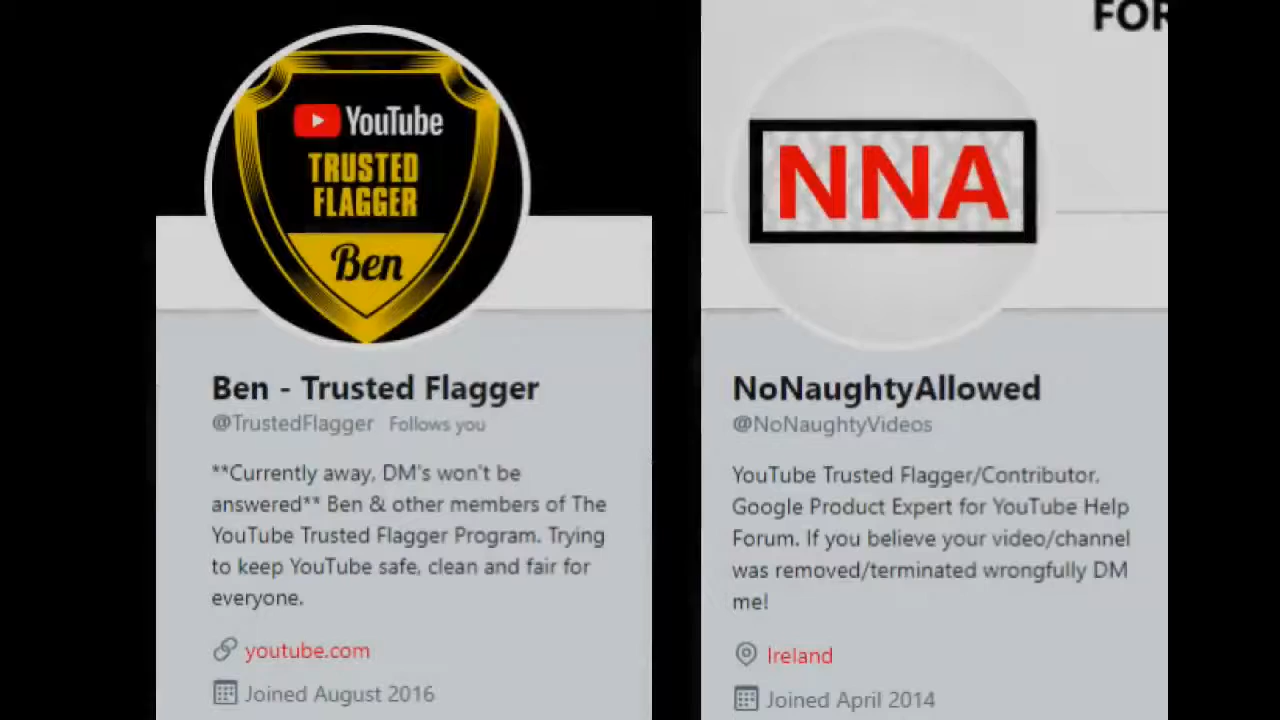 YouTube
TRUSTED
FLAGGER
Ben
Ben - Trusted Flagger
@TrustedFlagger Follows you
**Currently away, DM's won't be
answered** Ben & other members of The
YouTube Trusted Flagger Program. Trying
to keep YouTube safe, clean and fair for
everyone.
youtube.com
Joined August 2016
FOR
NNA
NoNaughtyAllowed
@NoNaughtyVideos
YouTube Trusted Flagger/Contributor.
Google Product Expert for YouTube Help
Forum. If you believe your video/channel
was removed/terminated wrongfully DM
me!
Ireland
Joined April 2014